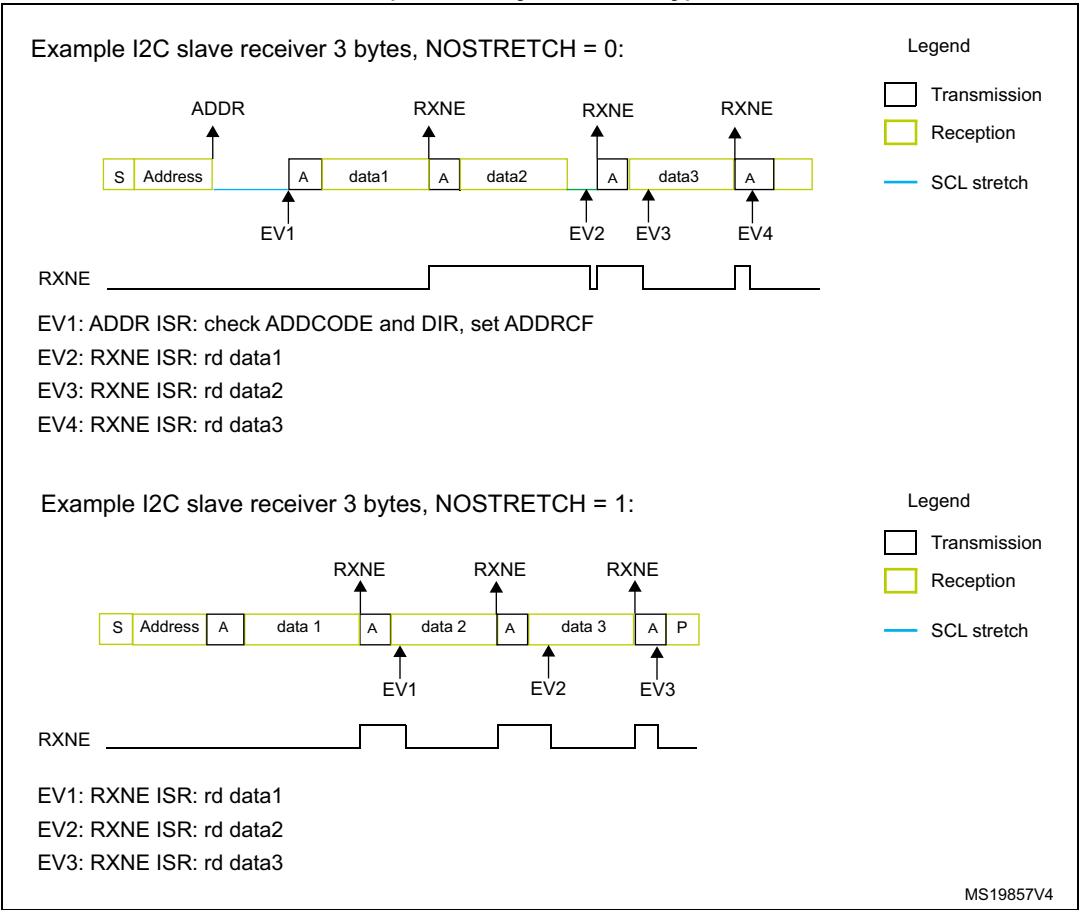 Example I2C slave receiver 3 bytes, NOSTRETCH = 0:
Legend
Transmission
Reception
SCL stretch
ADDR RXNE RXNE RXNE
S Address A data1 A data2 A data3 A
EV1 EV2 EV3 EV4
RXNE
EV1: ADDR ISR: check ADDCODE and DIR, set ADDRCF
EV2: RXNE ISR: rd data1
EV3: RXNE ISR: rd data2
EV4: RXNE ISR: rd data3
Example I2C slave receiver 3 bytes, NOSTRETCH = 1:
Legend
Transmission
Reception
SCL stretch
RXNE RXNE RXNE
S Address A data 1 A data 2 A data 3 A P
EV1 EV2 EV3
RXNE
EV1: RXNE ISR: rd data1
EV2: RXNE ISR: rd data2
EV3: RXNE ISR: rd data3
MS19857V4